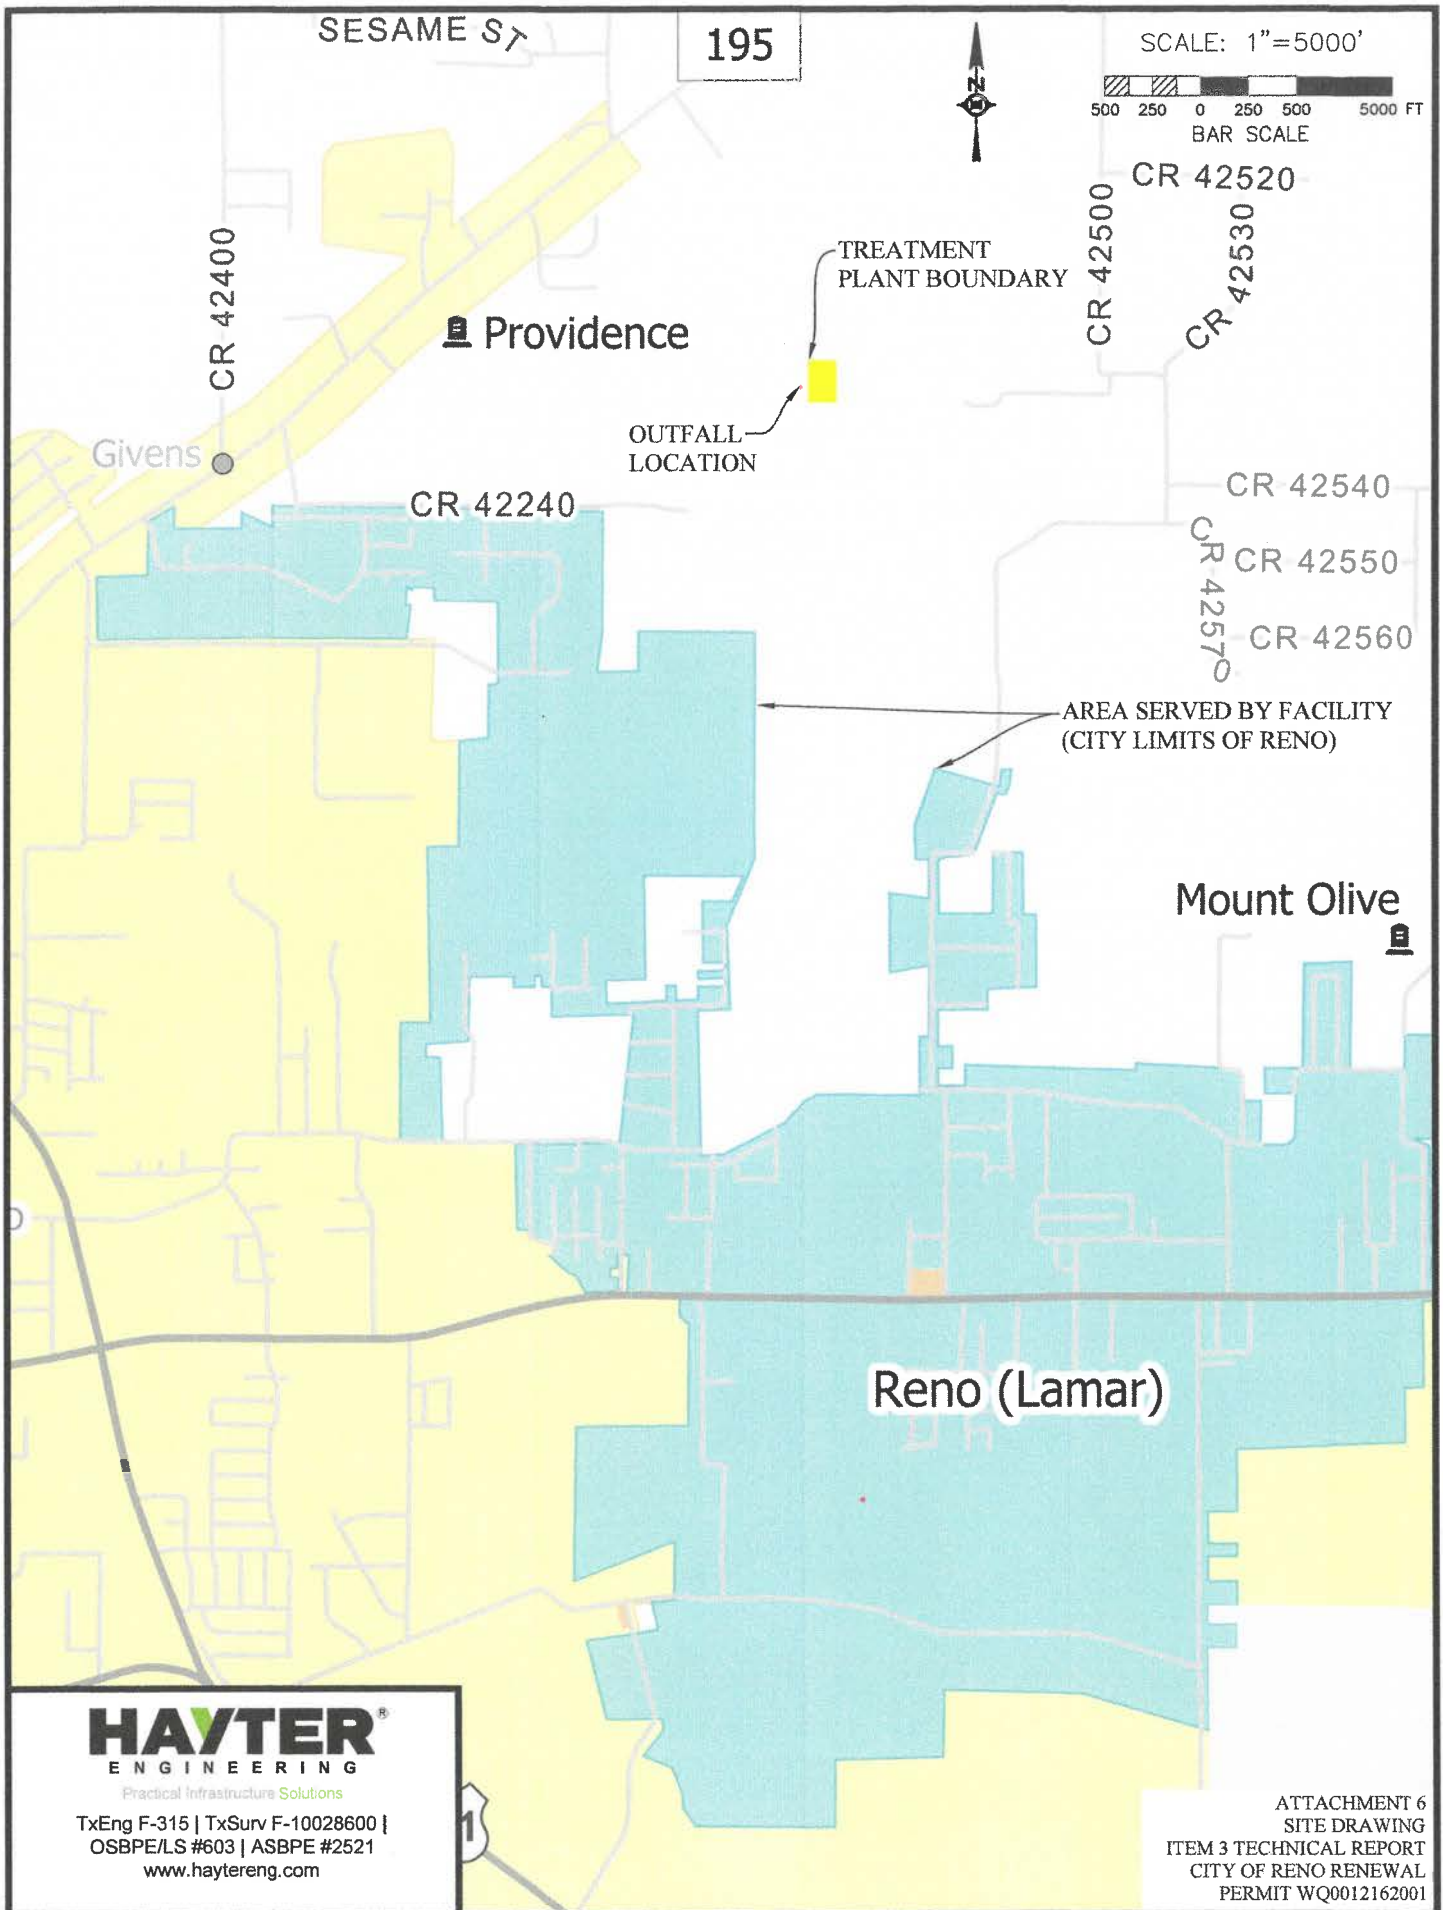 SESAME ST
195
SCALE: 1"=5000'
500 250 0 250 500 5000 FT
BAR SCALE
N
CR 42520
CR 42500
CR 42530
CR 42400
TREATMENT
PLANT BOUNDARY
Providence
OUTFALL
LOCATION
Givens
CR 42240
CR 42540
CR 42550
CR 42570
CR 42560
AREA SERVED BY FACILITY
(CITY LIMITS OF RENO)
Mount Olive
Reno (Lamar)
HAYTER®
ENGINEERING
Practical Infrastructure Solutions
TxEng F-315 | TxSurv F-10028600 |
OSBPE/LS #603 | ASBPE #2521
www.haytereng.com
1
ATTACHMENT 6
SITE DRAWING
ITEM 3 TECHNICAL REPORT
CITY OF RENO RENEWAL
PERMIT WQ0012162001